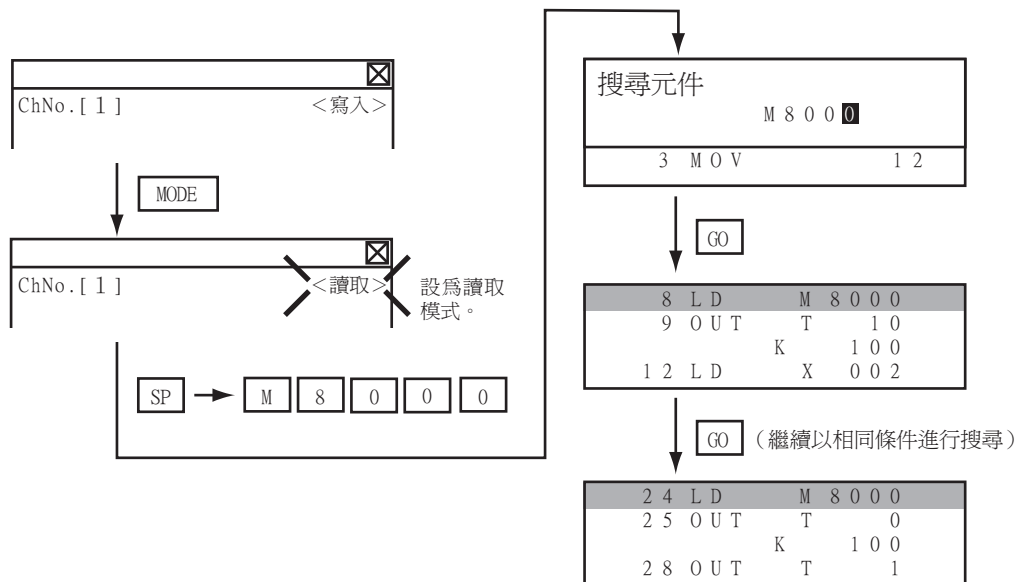 ChNo.[1] <寫入>
MODE
ChNo.[1] <讀取>
設爲讀取
模式。
SP M 8 0 0 0
搜尋元件
M8000
3 MOV 12
GO
8 LD M 8000
9 OUT T 10
K 100
12 LD X 002
GO (繼續以相同條件進行搜尋)
24 LD M 8000
25 OUT T 0
K 100
28 OUT T 1